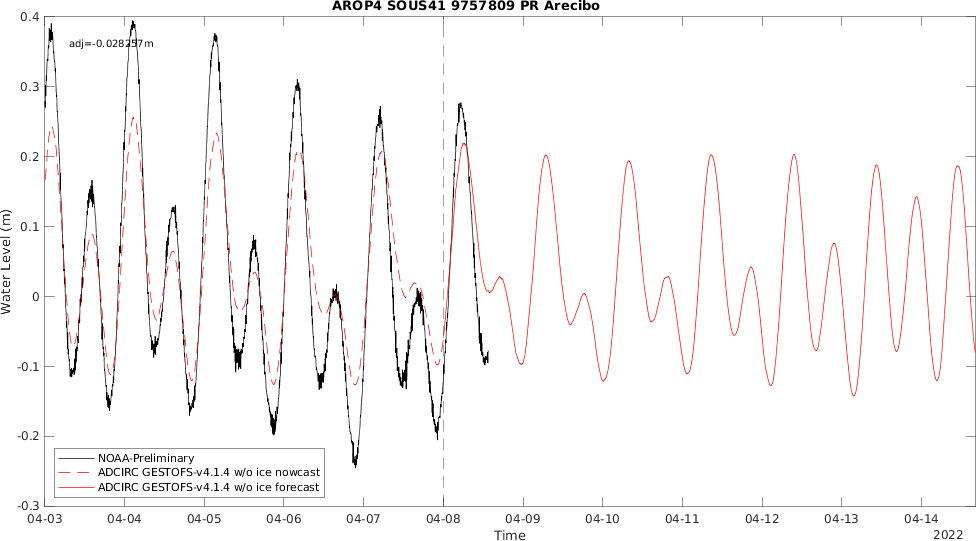 AROP4 SOUS41 9757809 PR Arecibo
adj=-0.028257m
0.4
0.3
0.2
0.1
0
-0.1
-0.2
-0.3
Water Level (m)
NOAA-Preliminary
ADCIRC GESTOFS-v4.1.4 w/o ice nowcast
ADCIRC GESTOFS-v4.1.4 w/o ice forecast
04-03 04-04 04-05 04-06 04-07 04-08 04-09 04-10 04-11 04-12 04-13 04-14
Time
2022